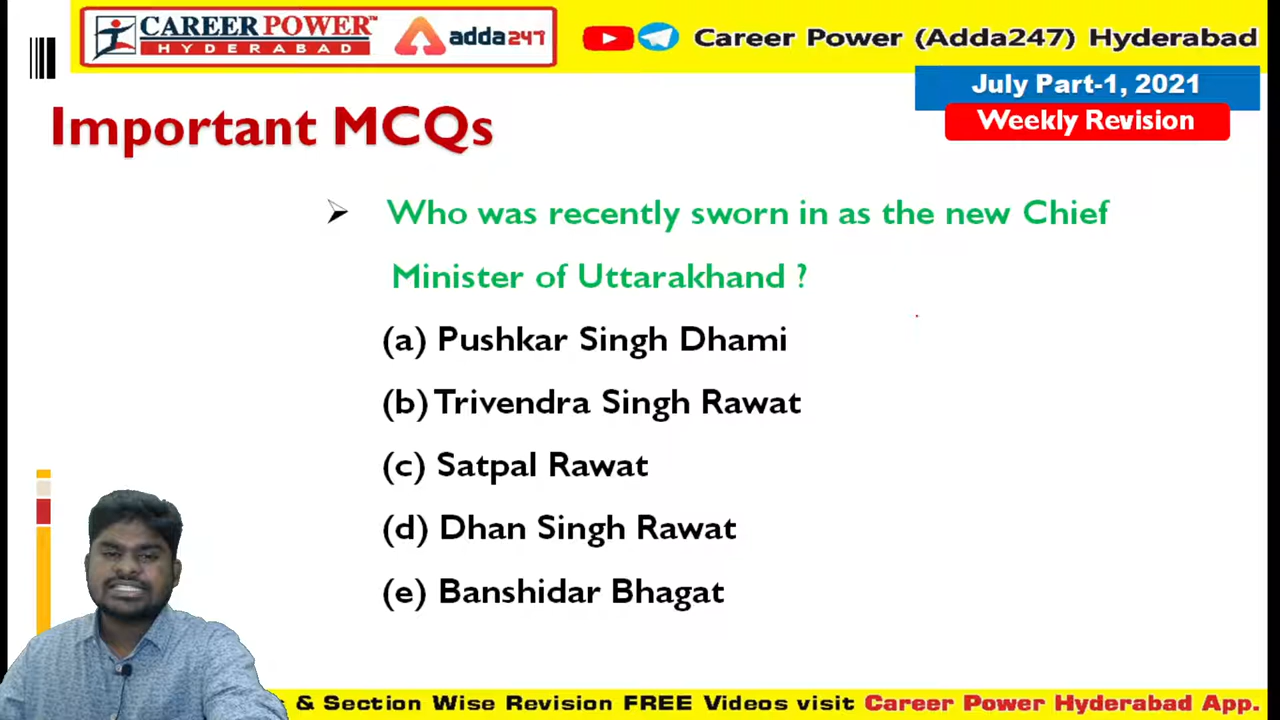 CAREER POWER™
HYDERABAD
adda247
Career Power (Adda247) Hyderabad
July Part-1, 2021
Weekly Revision
Important MCQs
Who was recently sworn in as the new Chief
Minister of Uttarakhand ?
(a) Pushkar Singh Dhami
(b) Trivendra Singh Rawat
(c) Satpal Rawat
(d) Dhan Singh Rawat
(e) Banshidar Bhagat
& Section Wise Revision FREE Videos visit Career Power Hyderabad App.